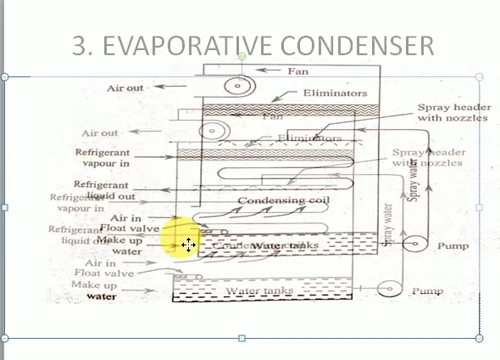 3. EVAPORATIVE CONDENSER
Fan
Air out
Eliminators
Spray header
with nozzles
Fan
Air out
Eliminators
Refrigerant
vapour in
Spray header
with nozzles
Spray water
Refrigerant
liquid out
Condensing coil
Refrigerant
vapour in
Air in
Float valve
Spray water
Refrigerant
liquid out
Make up
water
Water tanks
Pump
Air in
Float valve
Make up
water
Water tanks
Pump